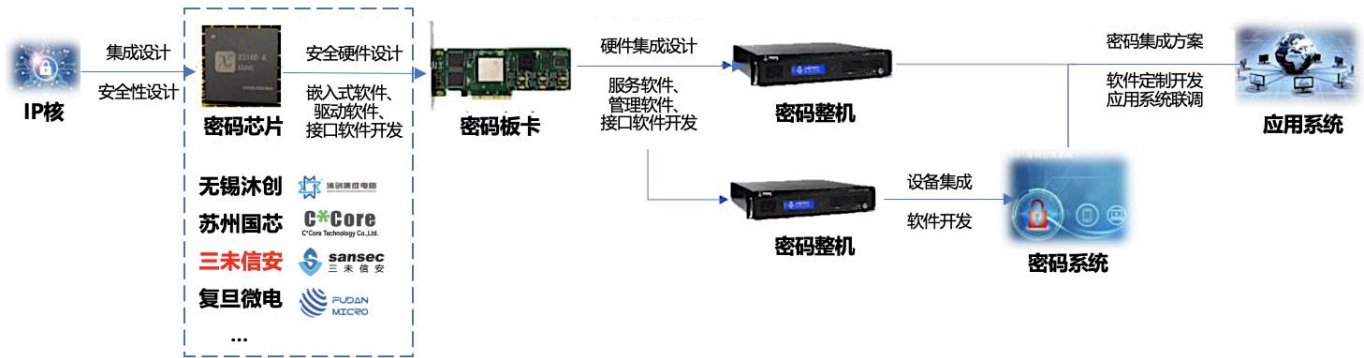 集成设计
安全性设计
IP核
安全硬件设计
嵌入式软件、
驱动软件、
接口软件开发
密码芯片
密码板卡
硬件集成设计
服务软件、
管理软件、
接口软件开发
密码整机
密码集成方案
软件定制开发
应用系统联调
应用系统
密码整机
设备集成
软件开发
密码系统
无锡沐创
沐创集成电路
苏州国芯
C*Core
C*Core Technology Co.,Ltd.
三未信安
sansec
三未信安
复旦微电
FUDAN
MICRO
...